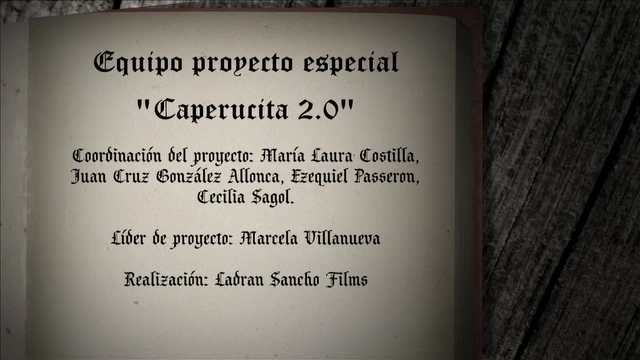 Equipo proyecto especial
"Caperucita 2.0"
Coordinación del proyecto: María Laura Costilla,
Juan Cruz González Allonca, Ezequiel Passeron,
Cecilia Sagol.
Líder de proyecto: Marcela Villanueva
Realización: Ladran Sancho Films